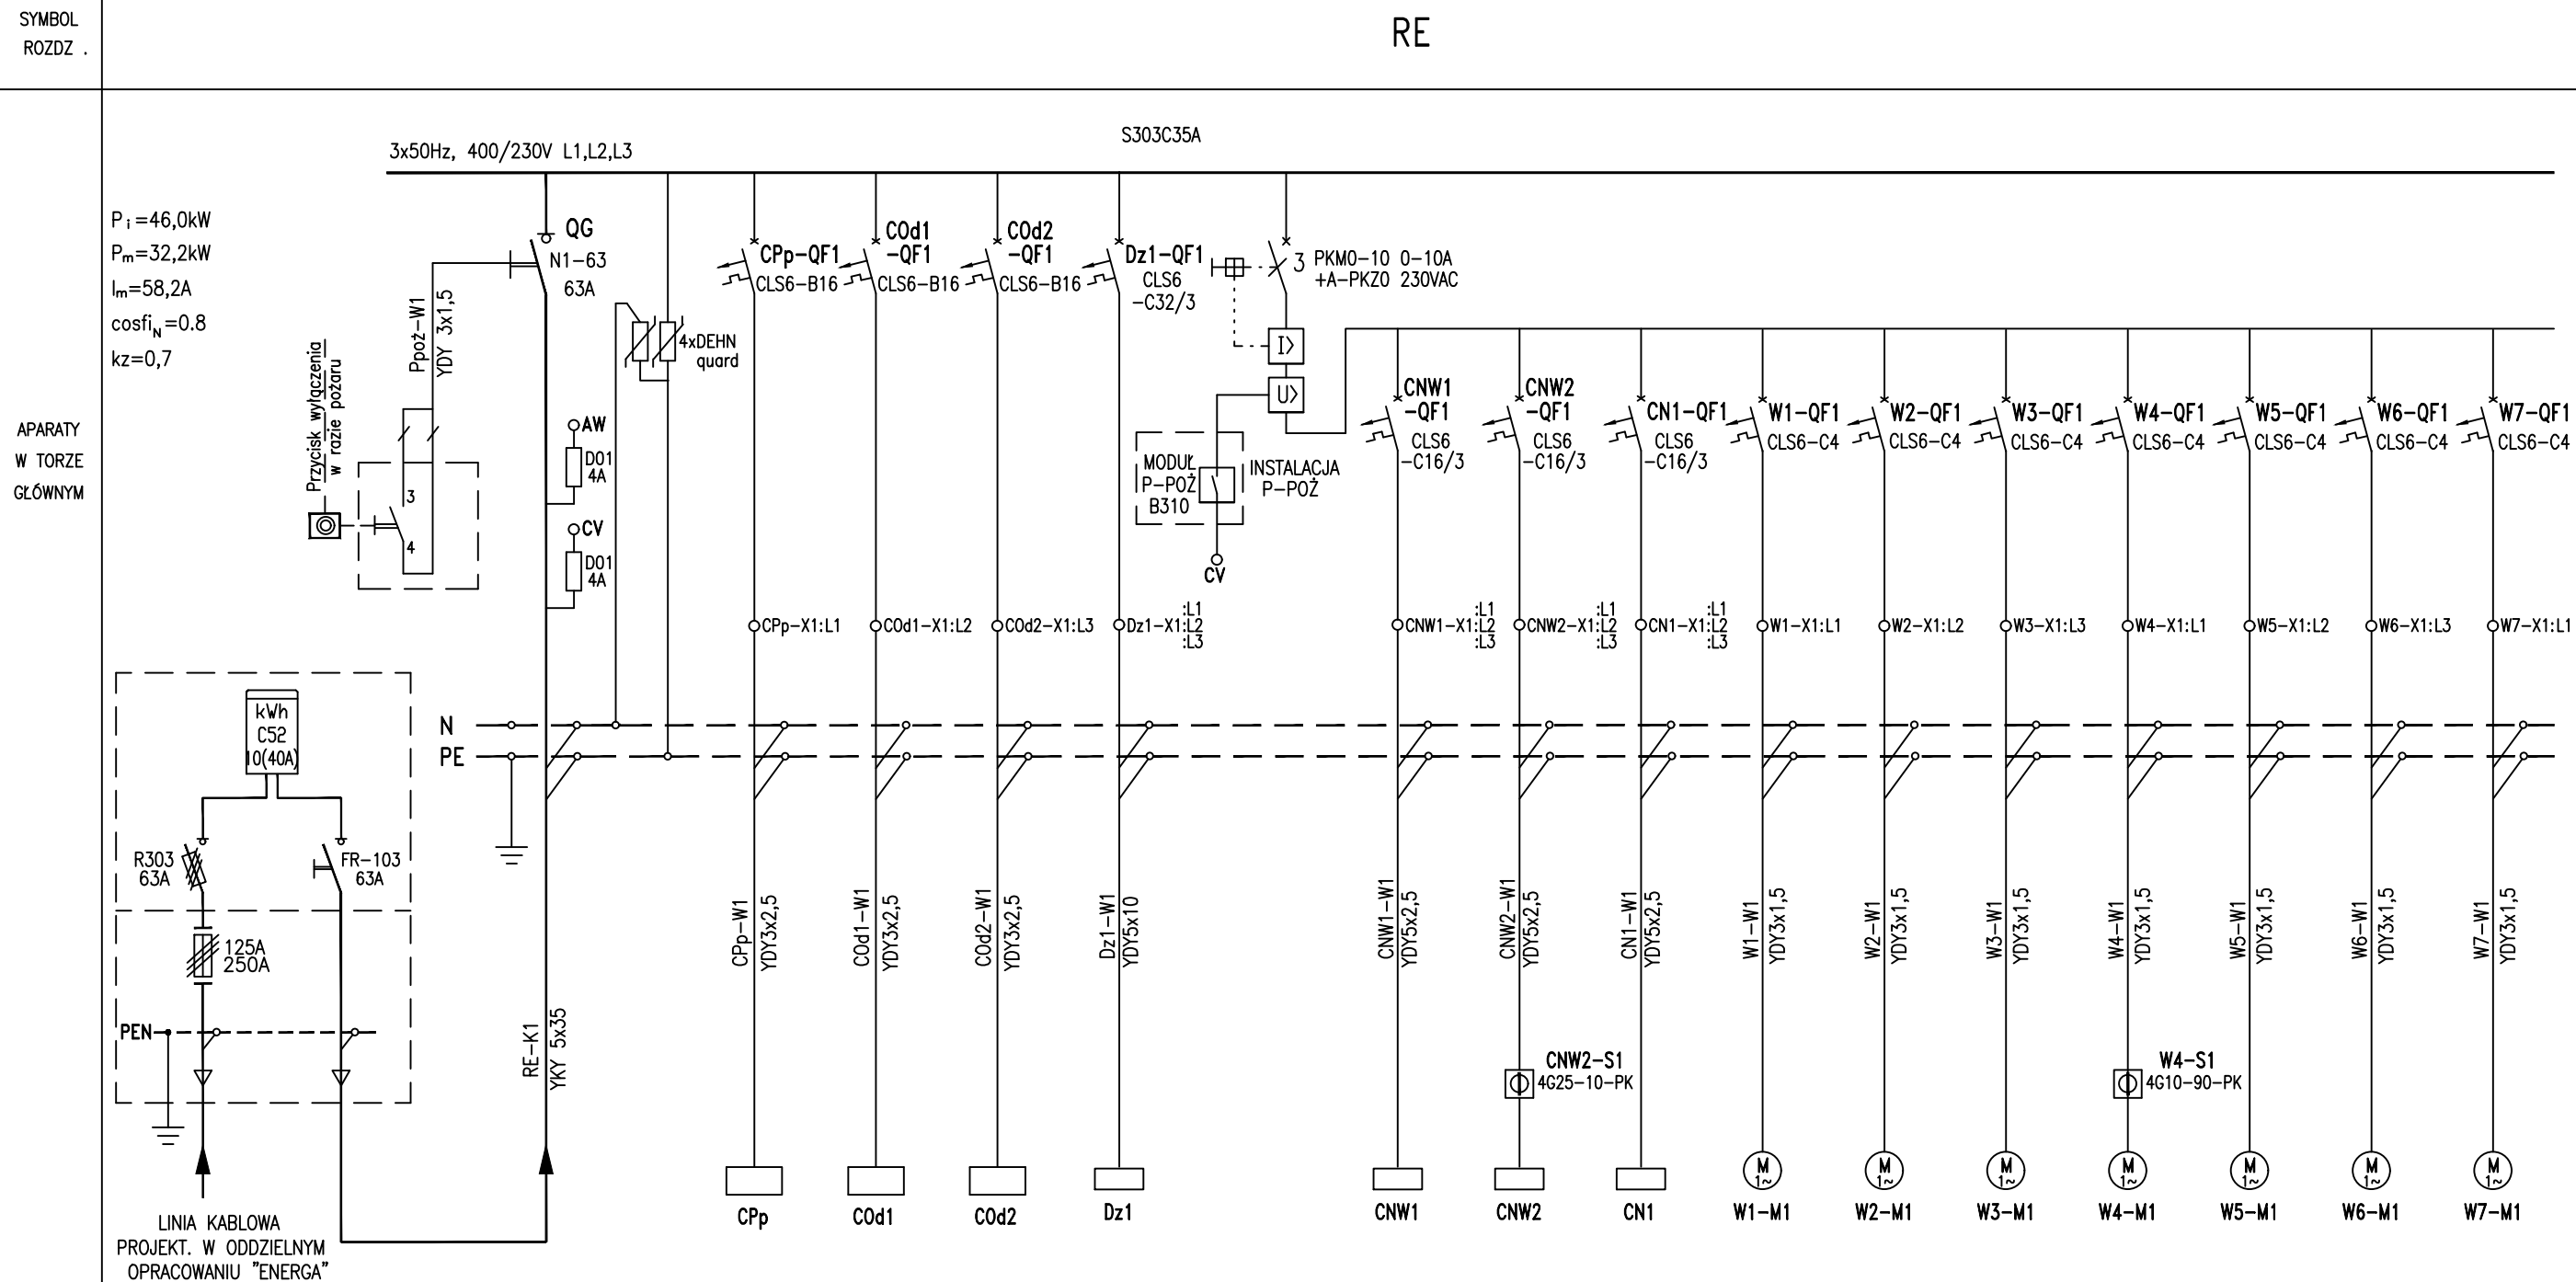 SYMBOL
ROZDZ .
RE
APARATY
W TORZE
GŁÓWNYM
S303C35A
3x50Hz, 400/230V L1,L2,L3
Pi=46,0kW
Pm=32,2kW
Im=58,2A
cosfiN=0.8
kz=0,7
QG
N1-63
63A
Ppoż-W1
YDY 3x1,5
Przycisk wyłączenia
w razie pożaru
3
4
AW
D01
4A
CV
D01
4A
4xDEHN
quard
CPp-QF1
CLS6-B16
COd1
-QF1
CLS6-B16
COd2
-QF1
CLS6-B16
Dz1-QF1
CLS6
-C32/3
3
PKM0-10 0-10A
+A-PKZ0 230VAC
I>
U>
MODUŁ
P-POŻ
B310
INSTALACJA
P-POŻ
CV
CNW1
-QF1
CLS6
-C16/3
CNW2
-QF1
CLS6
-C16/3
CN1-QF1
CLS6
-C16/3
W1-QF1
CLS6-C4
W2-QF1
CLS6-C4
W3-QF1
CLS6-C4
W4-QF1
CLS6-C4
W5-QF1
CLS6-C4
W6-QF1
CLS6-C4
W7-QF1
CLS6-C4
CPp-X1:L1
COd1-X1:L2
COd2-X1:L3
:L1
Dz1-X1:L2
:L3
:L1
CNW1-X1:L2
:L3
:L1
CNW2-X1:L2
:L3
:L1
CN1-X1:L2
:L3
W1-X1:L1
W2-X1:L2
W3-X1:L3
W4-X1:L1
W5-X1:L2
W6-X1:L3
W7-X1:L1
N
PE
kWh
C52
10(40A)
R303
63A
FR-103
63A
125A
250A
PEN
RE-K1
YKY 5x35
CPp-W1
YDY3x2,5
COd1-W1
YDY3x2,5
COd2-W1
YDY3x2,5
Dz1-W1
YDY5x10
CNW1-W1
YDY5x2,5
CNW2-W1
YDY5x2,5
CN1-W1
YDY5x2,5
W1-W1
YDY3x1,5
W2-W1
YDY3x1,5
W3-W1
YDY3x1,5
W4-W1
YDY3x1,5
W5-W1
YDY3x1,5
W6-W1
YDY3x1,5
W7-W1
YDY3x1,5
CNW2-S1
4G25-10-PK
W4-S1
4G10-90-PK
M
1~
M
1~
M
1~
M
1~
M
1~
M
1~
M
1~
CPp
COd1
COd2
Dz1
CNW1
CNW2
CN1
W1-M1
W2-M1
W3-M1
W4-M1
W5-M1
W6-M1
W7-M1
LINIA KABLOWA
PROJEKT. W ODDZIELNYM
OPRACOWANIU "ENERGA"